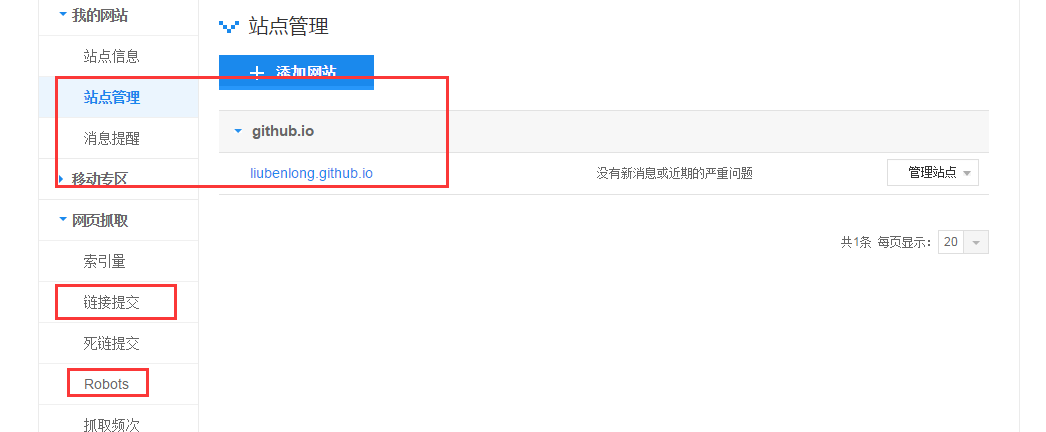 我的网站
站点信息
站点管理
消息提醒
移动专区
网页抓取
索引量
链接提交
死链提交
Robots
抓取频次
站点管理
添加网站
github.io
liubenlong.github.io 没有新消息或近期的严重问题 管理站点
共1条 每页显示: 20